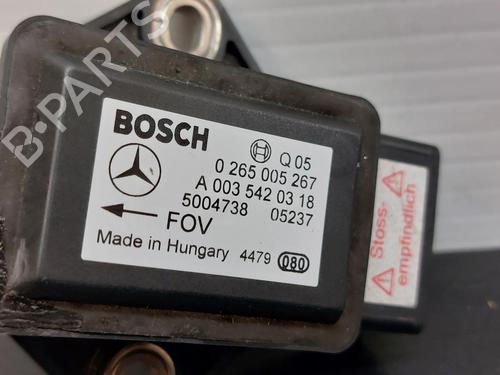 B-PARTS
BOSCH
Q 05
0 265 005 267
A 003 542 03 18
5004738 05237
FOV
Made in Hungary 4479 080
Stoss-
empfindlich